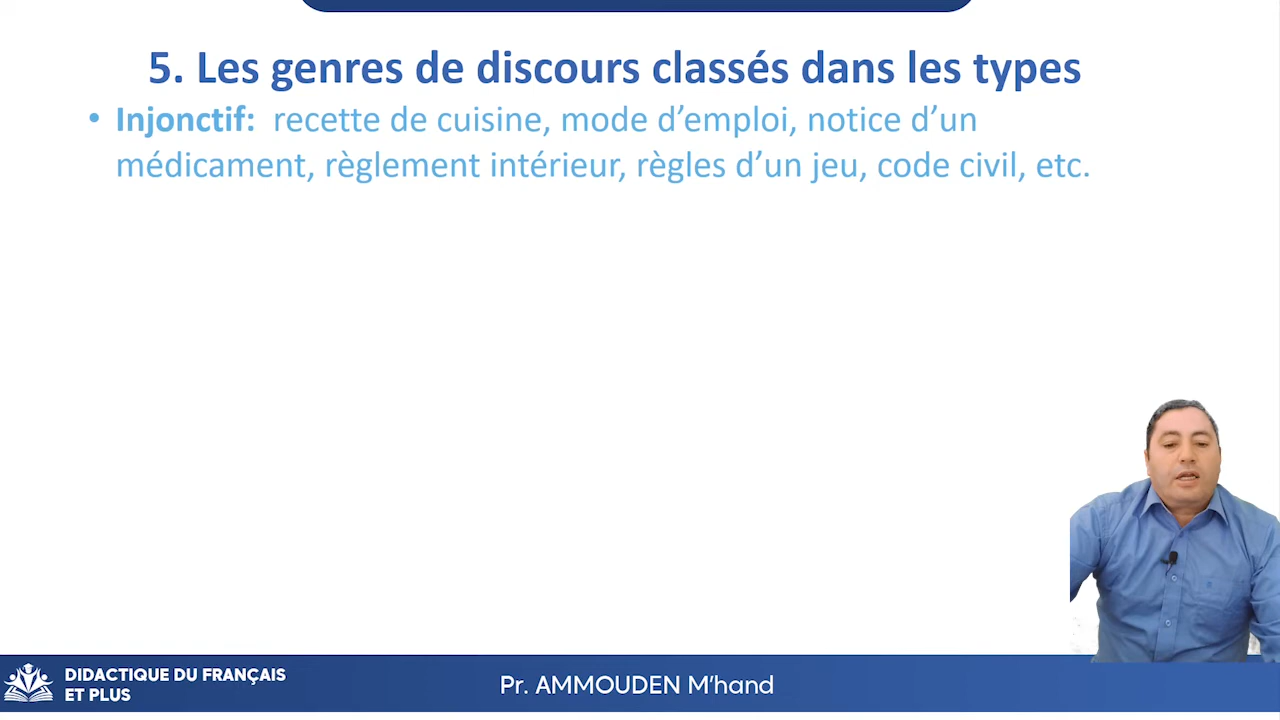 5. Les genres de discours classés dans les types
• Injonctif: recette de cuisine, mode d’emploi, notice d’un
médicament, règlement intérieur, règles d’un jeu, code civil, etc.
DIDACTIQUE DU FRANÇAIS
ET PLUS
Pr. AMMOUDEN M’hand